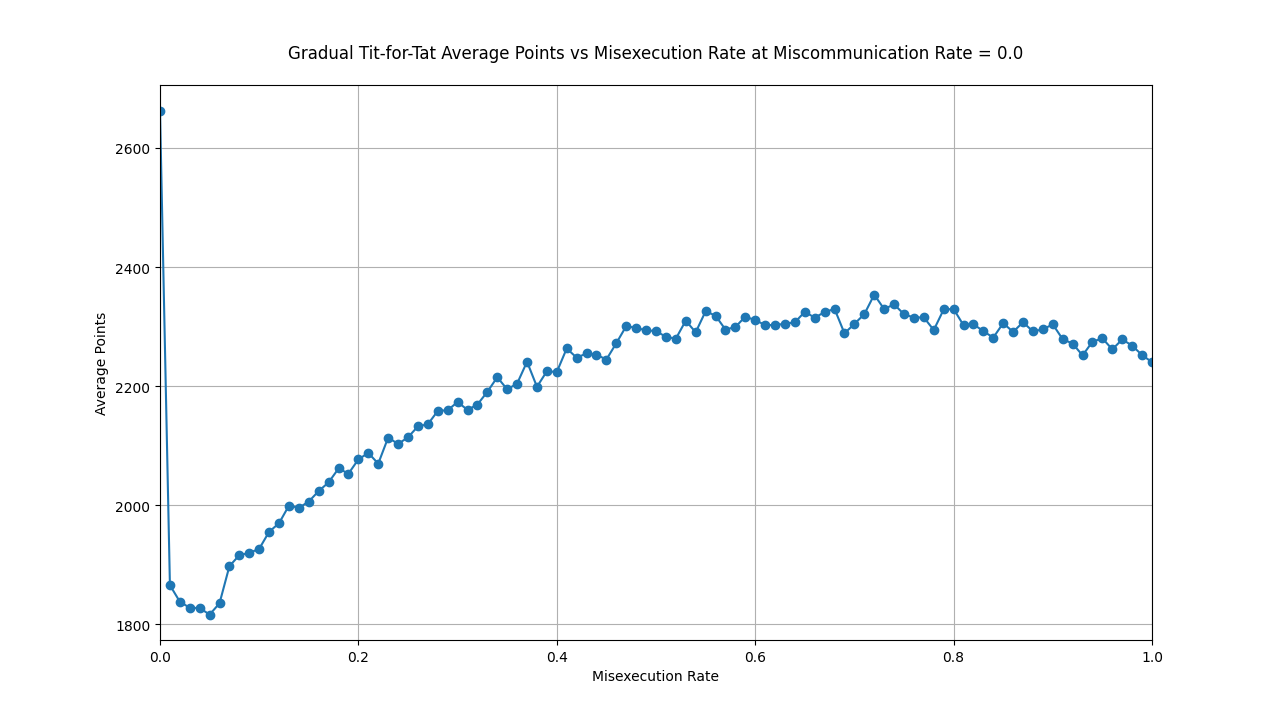 Gradual Tit-for-Tat Average Points vs Misexecution Rate at Miscommunication Rate = 0.0
2600
2400
2200
2000
1800
Average Points
0.0 0.2 0.4 0.6 0.8 1.0
Misexecution Rate